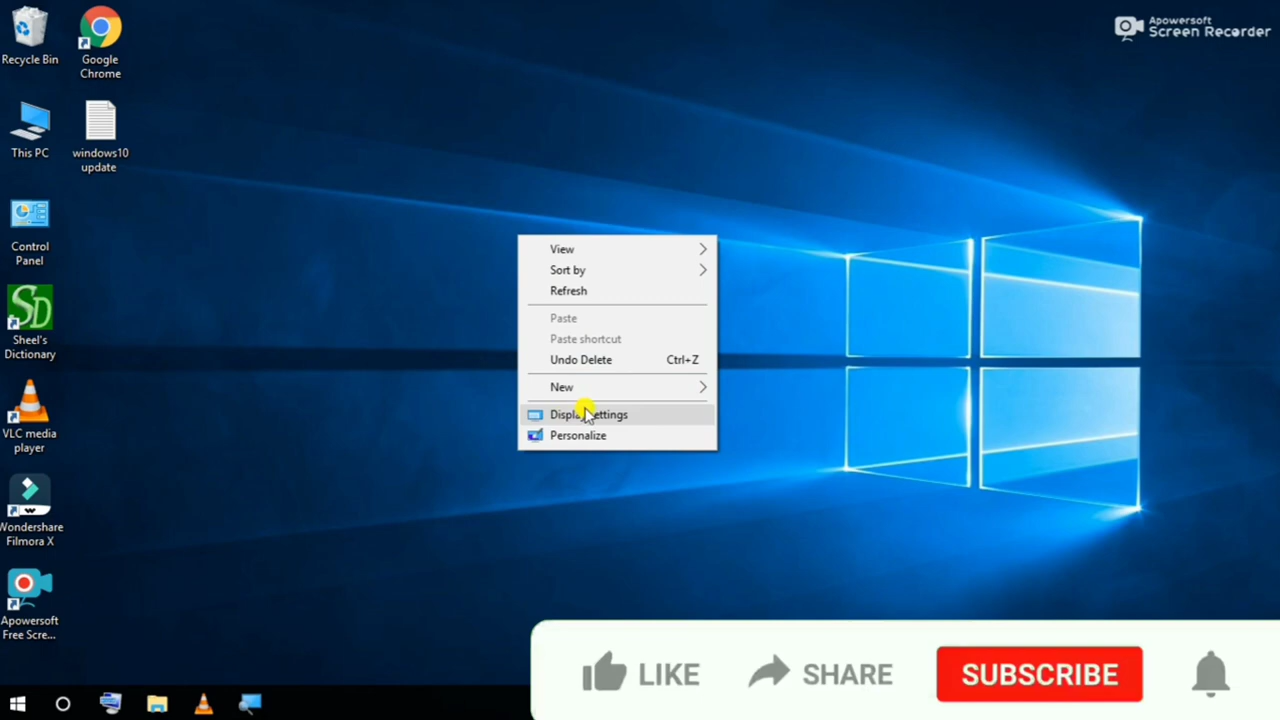 Recycle Bin
Google
Chrome
Apowersoft
Screen Recorder
This PC
windows10
update
Control
Panel
Sheel's
Dictionary
VLC media
player
Wondershare
Filmora X
Apowersoft
Free Scre...
View
Sort by
Refresh
Paste
Paste shortcut
Undo Delete Ctrl+Z
New
Display settings
Personalize
LIKE SHARE SUBSCRIBE